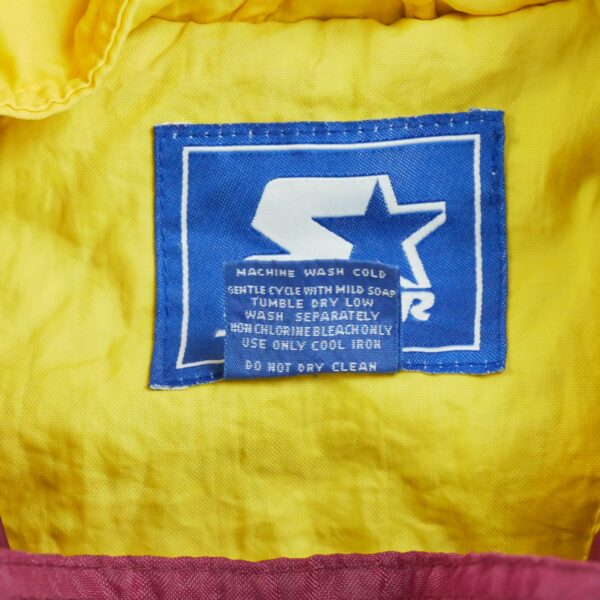 MACHINE WASH COLD
GENTLE CYCLE WITH MILD SOAP
TUMBLE DRY LOW
WASH SEPARATELY
NON CHLORINE BLEACH ONLY
USE ONLY COOL IRON
DO NOT DRY CLEAN